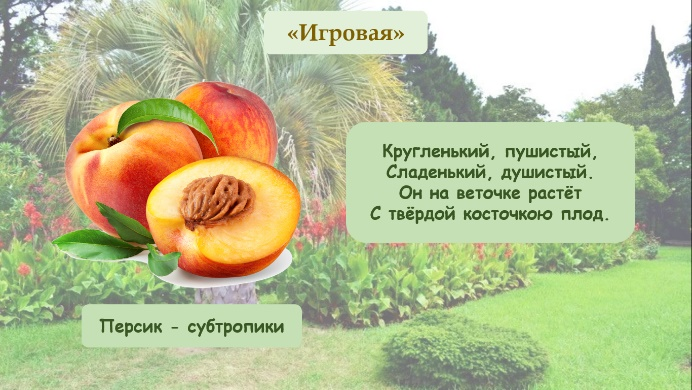 «Игровая»
Кругленький, пушистый,
Сладенький, душистый.
Он на веточке растёт
С твёрдой косточкою плод.
Персик - субтропики